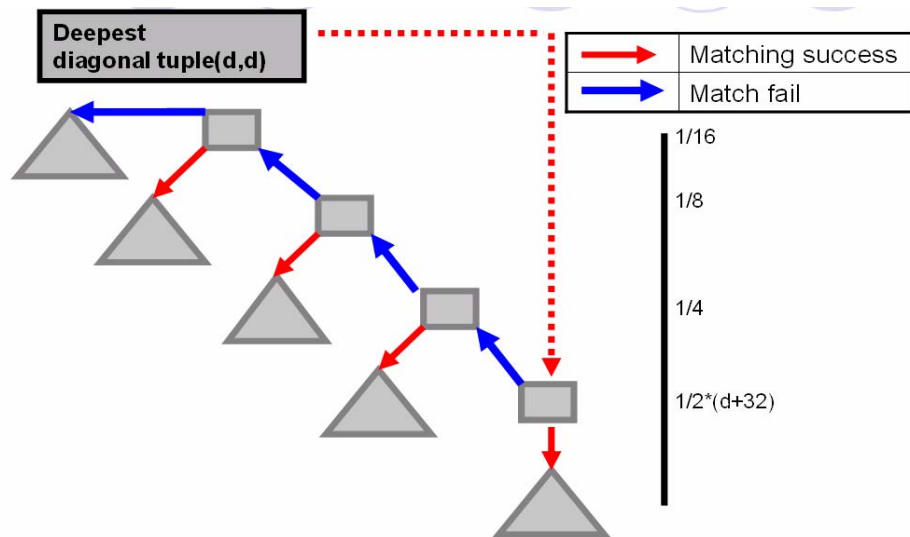 Deepest
diagonal tuple(d,d)
Matching success
Match fail
1/16
1/8
1/4
1/2*(d+32)